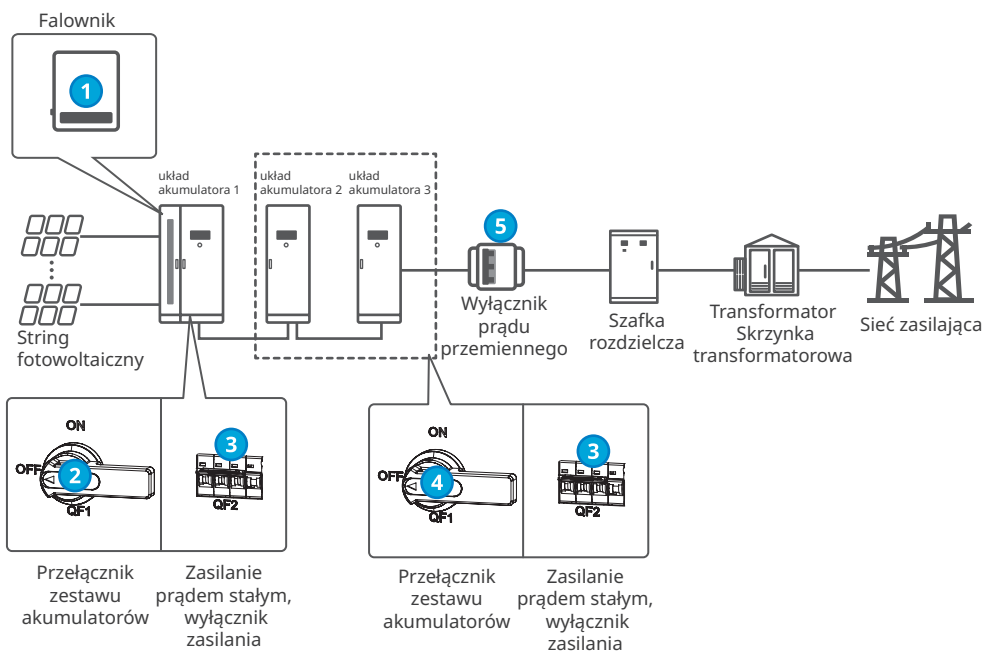 Falownik
1
układ
akumulatora 1
układ
akumulatora 2
układ
akumulatora 3
5
String
fotowoltaiczny
Wyłącznik
prądu
przemiennego
Szafka
rozdzielcza
Transformator
Skrzynka
transformatorowa
Sieć zasilająca
ON
OFF
2
QF1
3
QF2
ON
OFF
4
QF1
3
QF2
Przełącznik
zestawu
akumulatorów
Zasilanie
prądem stałym,
wyłącznik
zasilania
Przełącznik
zestawu
akumulatorów
Zasilanie
prądem stałym,
wyłącznik
zasilania